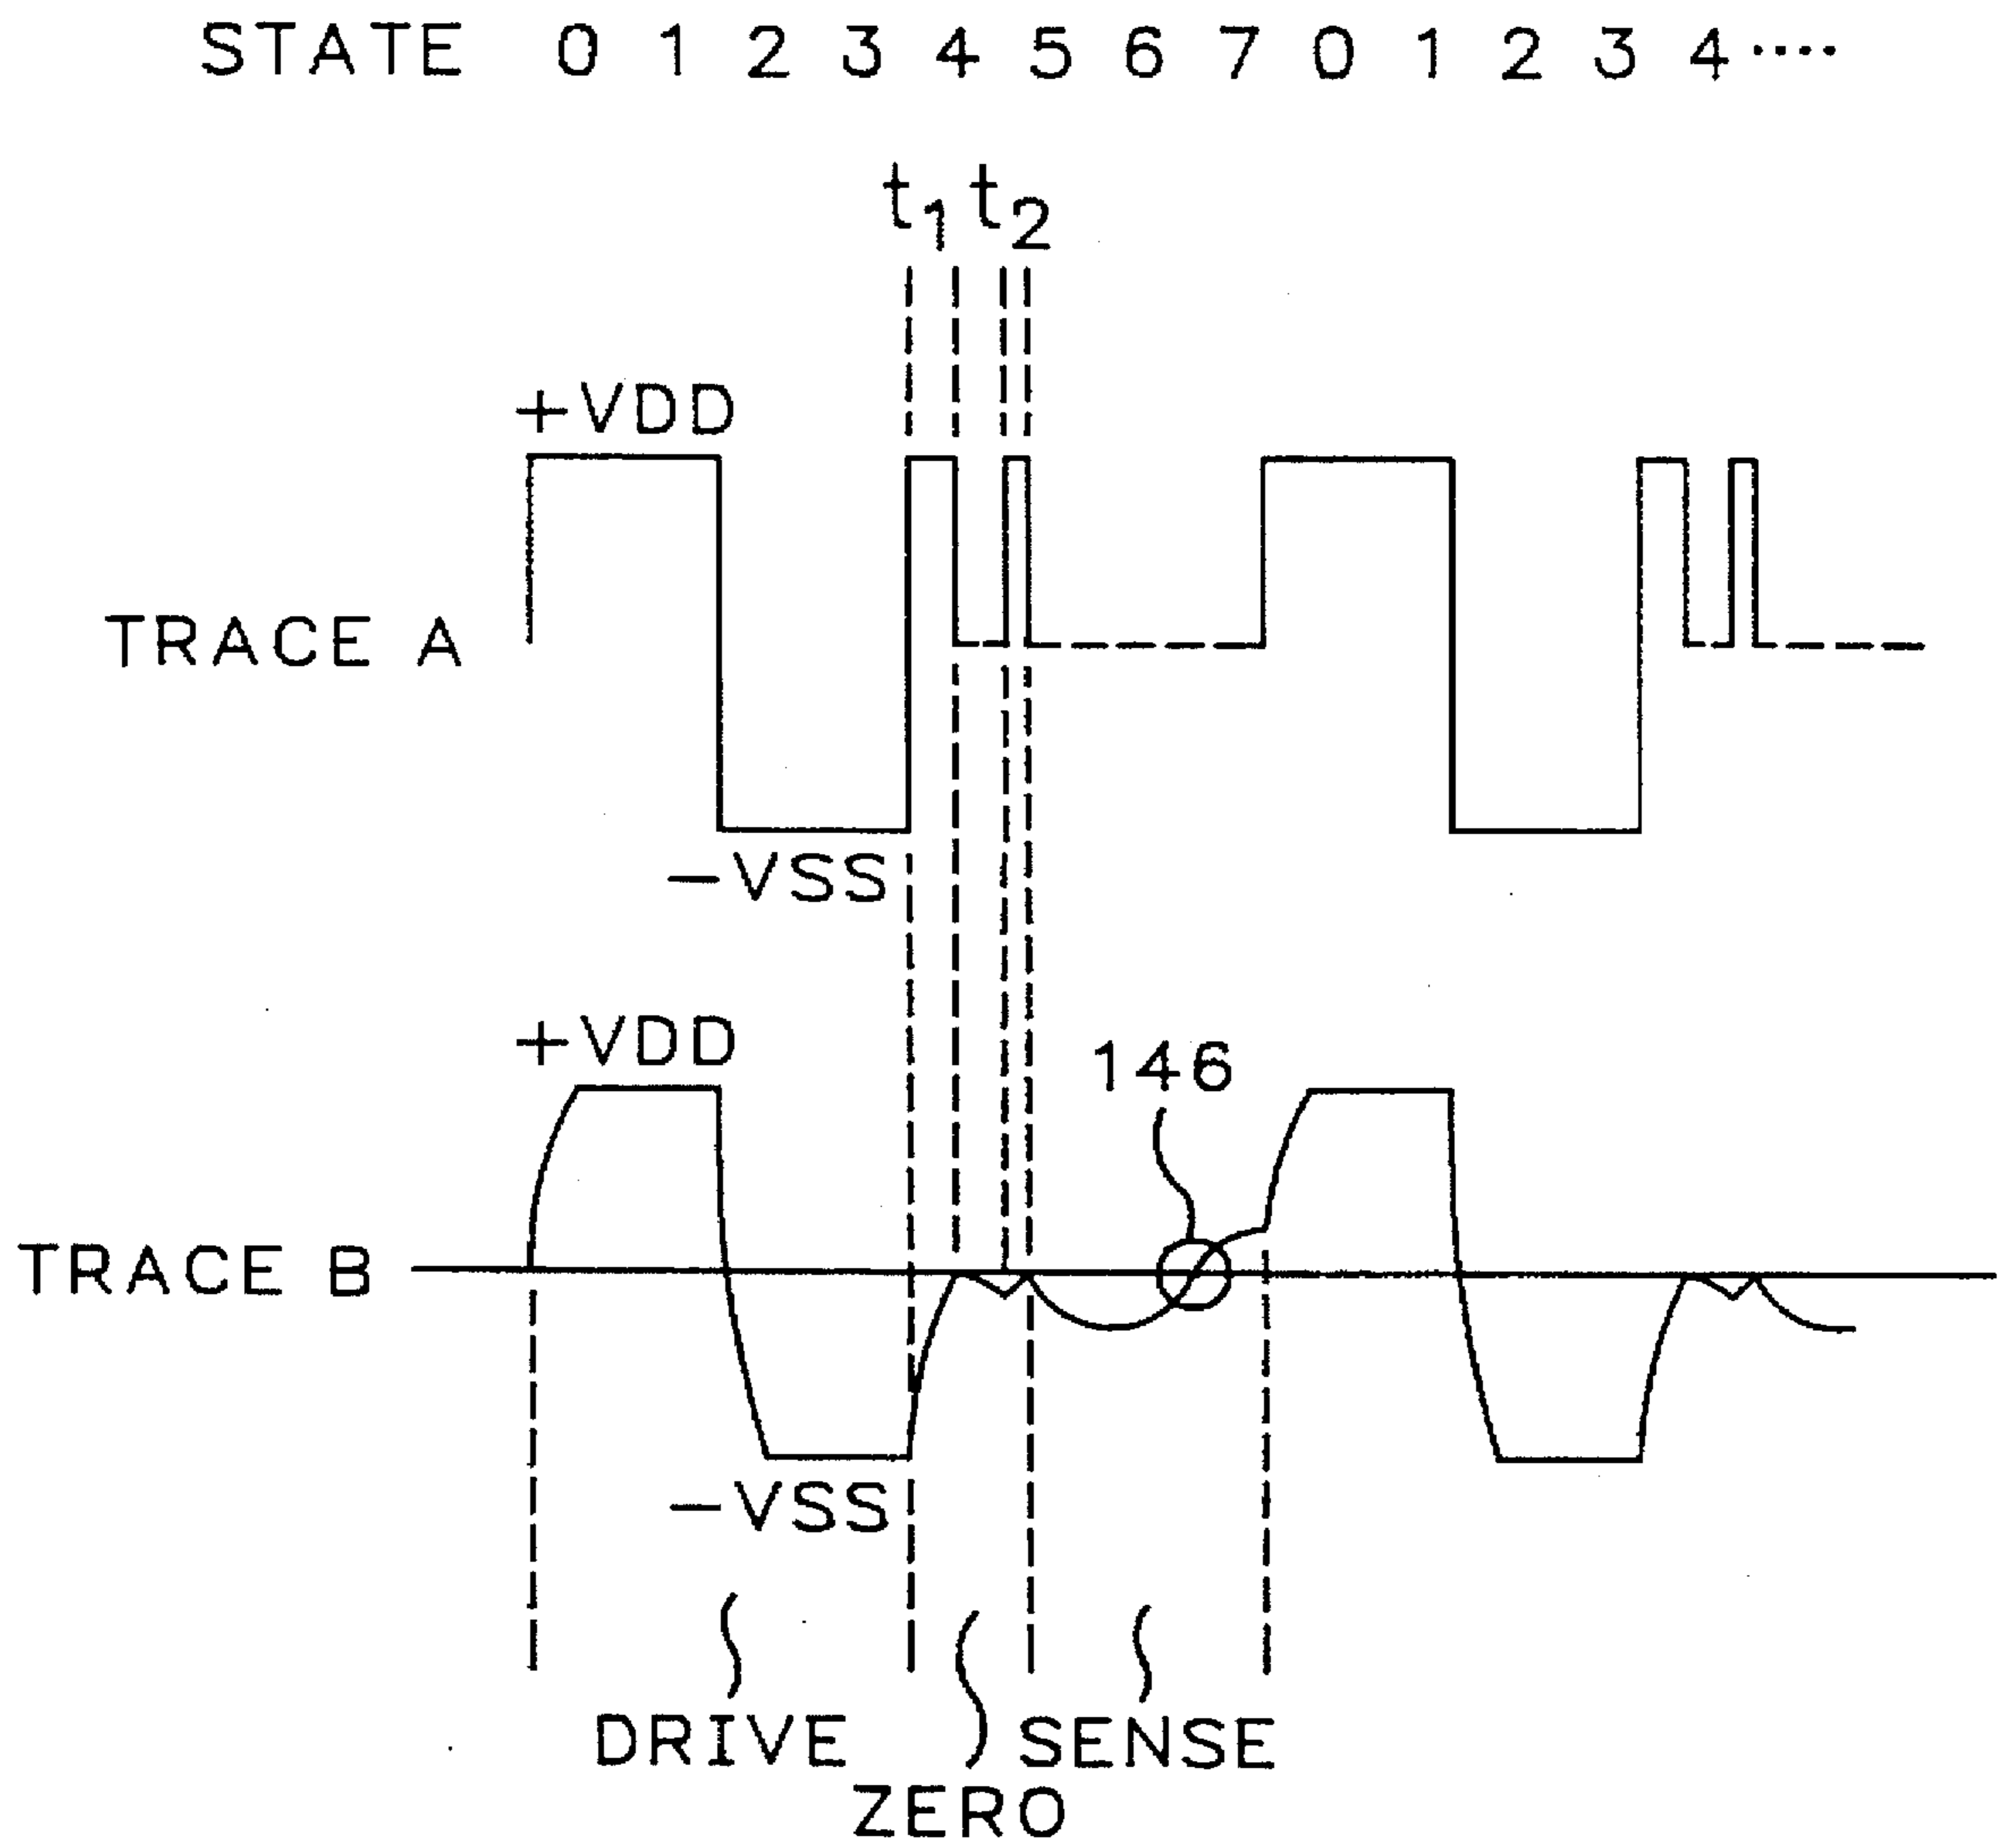 STATE 0 1 2 3 4 5 6 7 0 1 2 3 4 ....
t1 t2
+VDD
TRACE A
-VSS
+VDD
146
TRACE B
-VSS
DRIVE
SENSE
ZERO